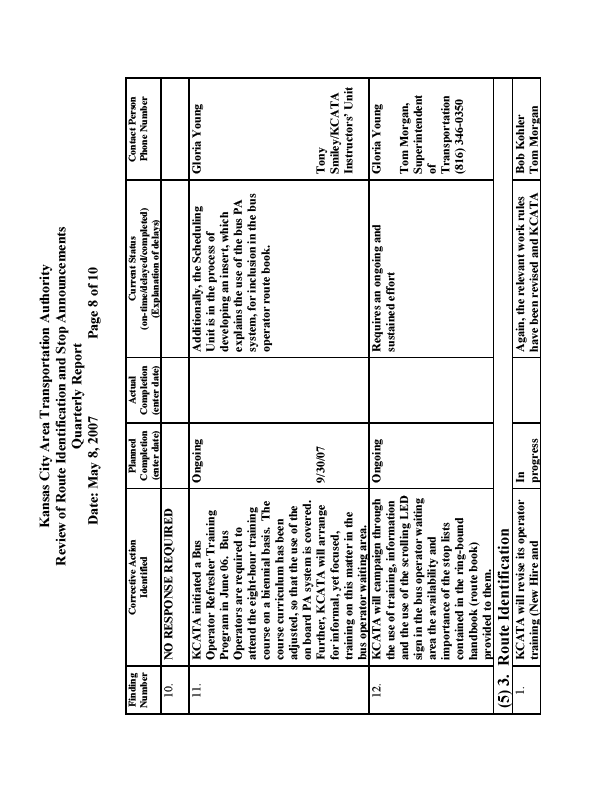 Kansas City Area Transportation Authority
Review of Route Identification and Stop Announcements
Quarterly Report
Date: May 8, 2007 Page 8 of 10
Finding
Number
Corrective Action
Identified
Planned
Completion
(enter date)
Actual
Completion
(enter date)
Current Status
(on-time/delayed/completed)
(Explanation of delays)
Contact Person
Phone Number
10.
NO RESPONSE REQUIRED
11.
KCATA initiated a Bus
Operator Refresher Training
Program in June 06, Bus
Operators are required to
attend the eight-hour training
course on a biennial basis. The
course curriculum has been
adjusted, so that the use of the
on board PA system is covered.
Further, KCATA will arrange
for informal, yet focused,
training on this matter in the
bus operator waiting area.
Ongoing
9/30/07
Additionally, the Scheduling
Unit is in the process of
developing an insert, which
explains the use of the bus PA
system, for inclusion in the bus
operator route book.
Gloria Young
Tony
Smiley/KCATA
Instructors' Unit
12.
KCATA will campaign through
the use of training, information
and the use of the scrolling LED
sign in the bus operator waiting
area the availability and
importance of the stop lists
contained in the ring-bound
handbook (route book)
provided to them.
Ongoing
Requires an ongoing and
sustained effort
Gloria Young
Tom Morgan,
Superintendent
of
Transportation
(816) 346-0350
(5) 3. Route Identification
1.
KCATA will revise its operator
training (New Hire and
In
progress
Again, the relevant work rules
have been revised and KCATA
Bob Kohler
Tom Morgan